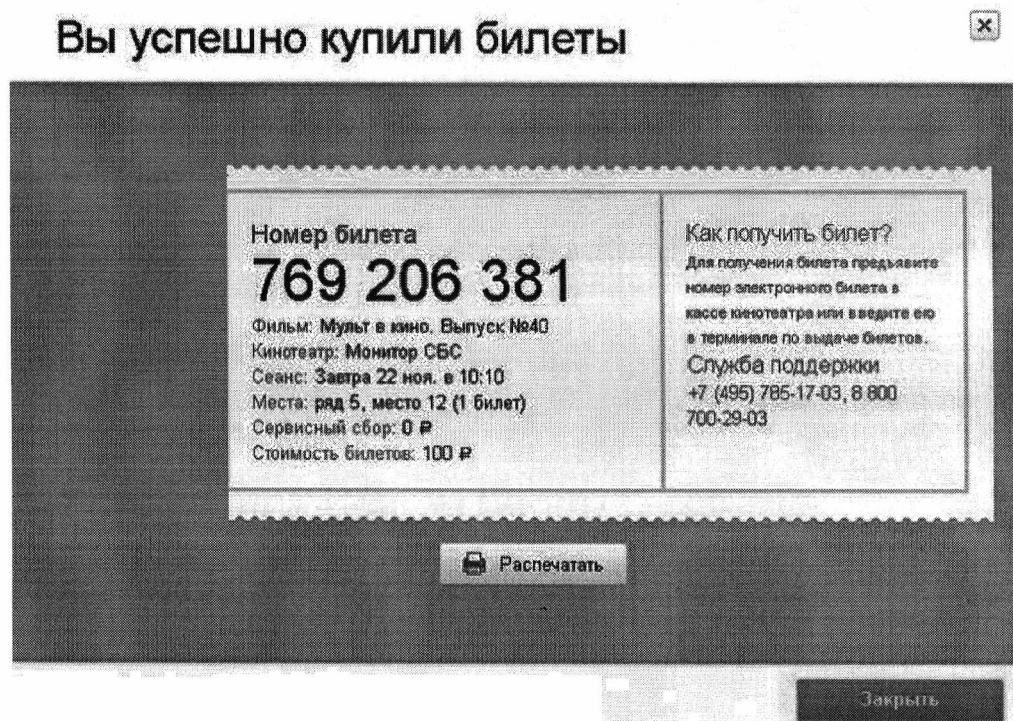 Вы успешно купили билеты
Номер билета
769 206 381
Фильм: Мульт в кино. Выпуск №40
Кинотеатр: Монитор СБС
Сеанс: Завтра 22 ноя. в 10:10
Места: ряд 5, место 12 (1 билет)
Сервисный сбор: 0 ₽
Стоимость билетов: 100 ₽
Как получить билет?
Для получения билета предъявите
номер электронного билета в
кассе кинотеатра или введите его
в терминале по выдаче билетов.
Служба поддержки
+7 (495) 785-17-03, 8 800
700-29-03
Распечатать
Закрыть